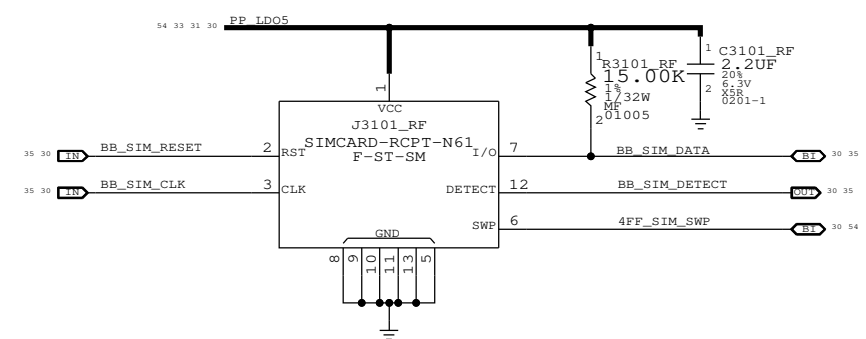 54 33 31 30 PP_LDO5
1 C3101_RF
2.2UF
20%
6.3V
X5R
0201-1
2
1 R3101_RF
15.00K
1%
1/32W
MF
01005
2
1
VCC
J3101_RF
SIMCARD-RCPT-N61
F-ST-SM
35 30 IN BB_SIM_RESET 2 RST
I/O 7 BB_SIM_DATA BI 30 35
35 30 IN BB_SIM_CLK 3 CLK
DETECT 12 BB_SIM_DETECT OUT 30 35
SWP 6 4FF_SIM_SWP BI 30 54
GND
8 9 10 11 13 5